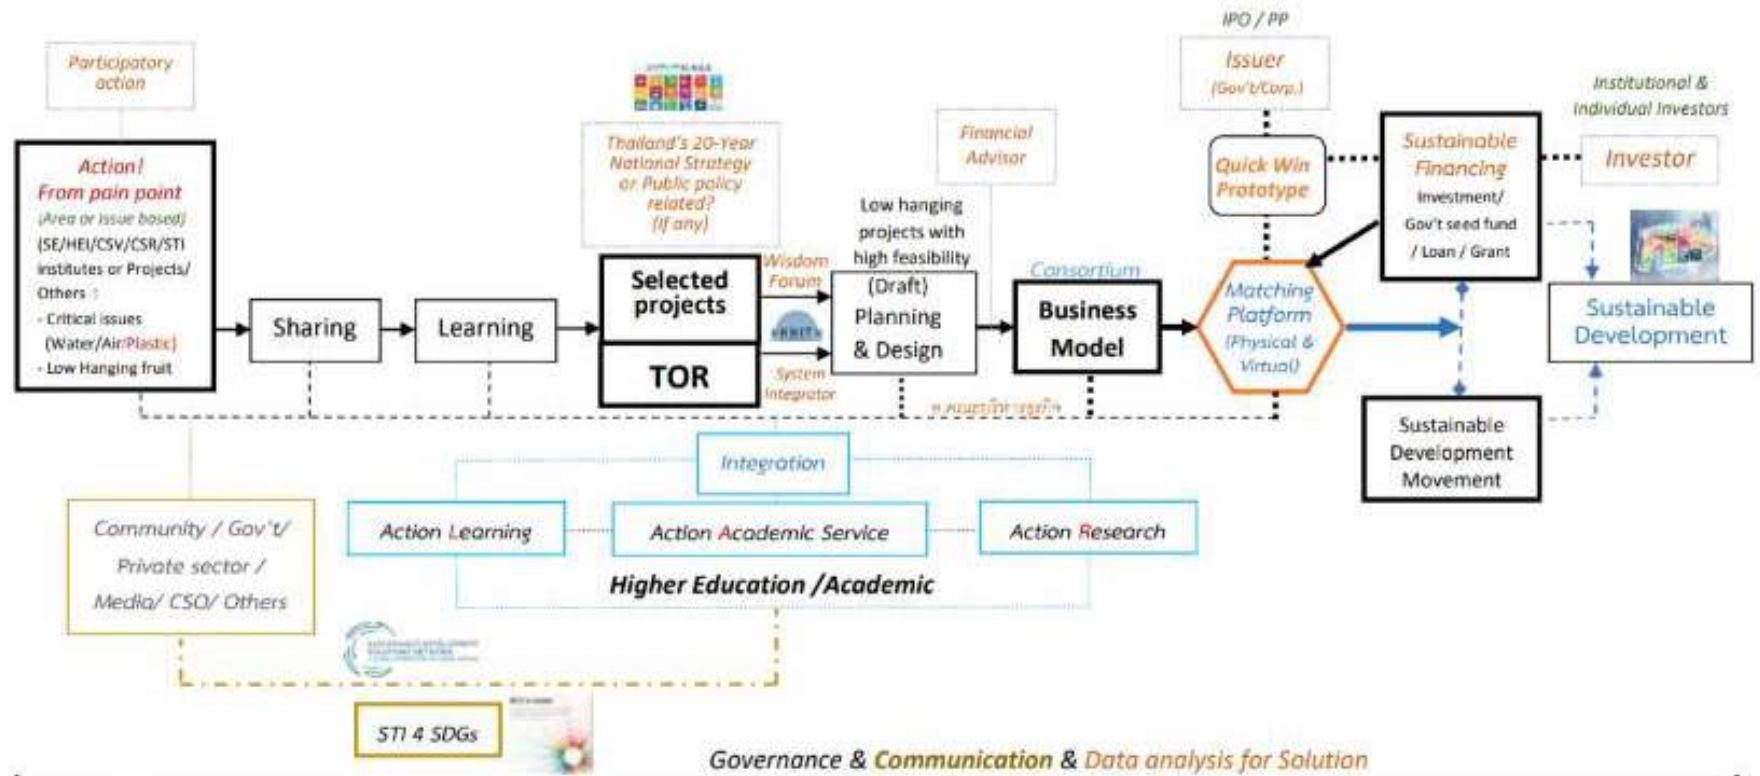 IPO / PP
Participatory
action
Issuer
(Gov't/Corp.)
Institutional &
Individual Investors
Action!
From pain point
(Area or Issue based)
(SE/HEI/CSV/CSR/STI
institutes or Projects/
Others
- Critical issues
(Water/Air/Plastic)
- Low Hanging fruit
Sharing
Learning
Thailand's 20-Year
National Strategy
or Public policy
related?
(If any)
Selected
projects
TOR
Wisdom
Forum
System
Integrator
Low hanging
projects with
high feasibility
(Draft)
Planning
& Design
Financial
Advisor
Consortium
Business
Model
Quick Win
Prototype
Matching
Platform
(Physical &
Virtual)
Sustainable
Financing
Investment/
Gov't seed fund
/ Loan / Grant
Investor
Sustainable
Development
Sustainable
Development
Movement
Integration
Action Learning
Action Academic Service
Action Research
Higher Education /Academic
Community / Gov't/
Private sector /
Media/ CSO/ Others
STI 4 SDGs
Governance & Communication & Data analysis for Solution